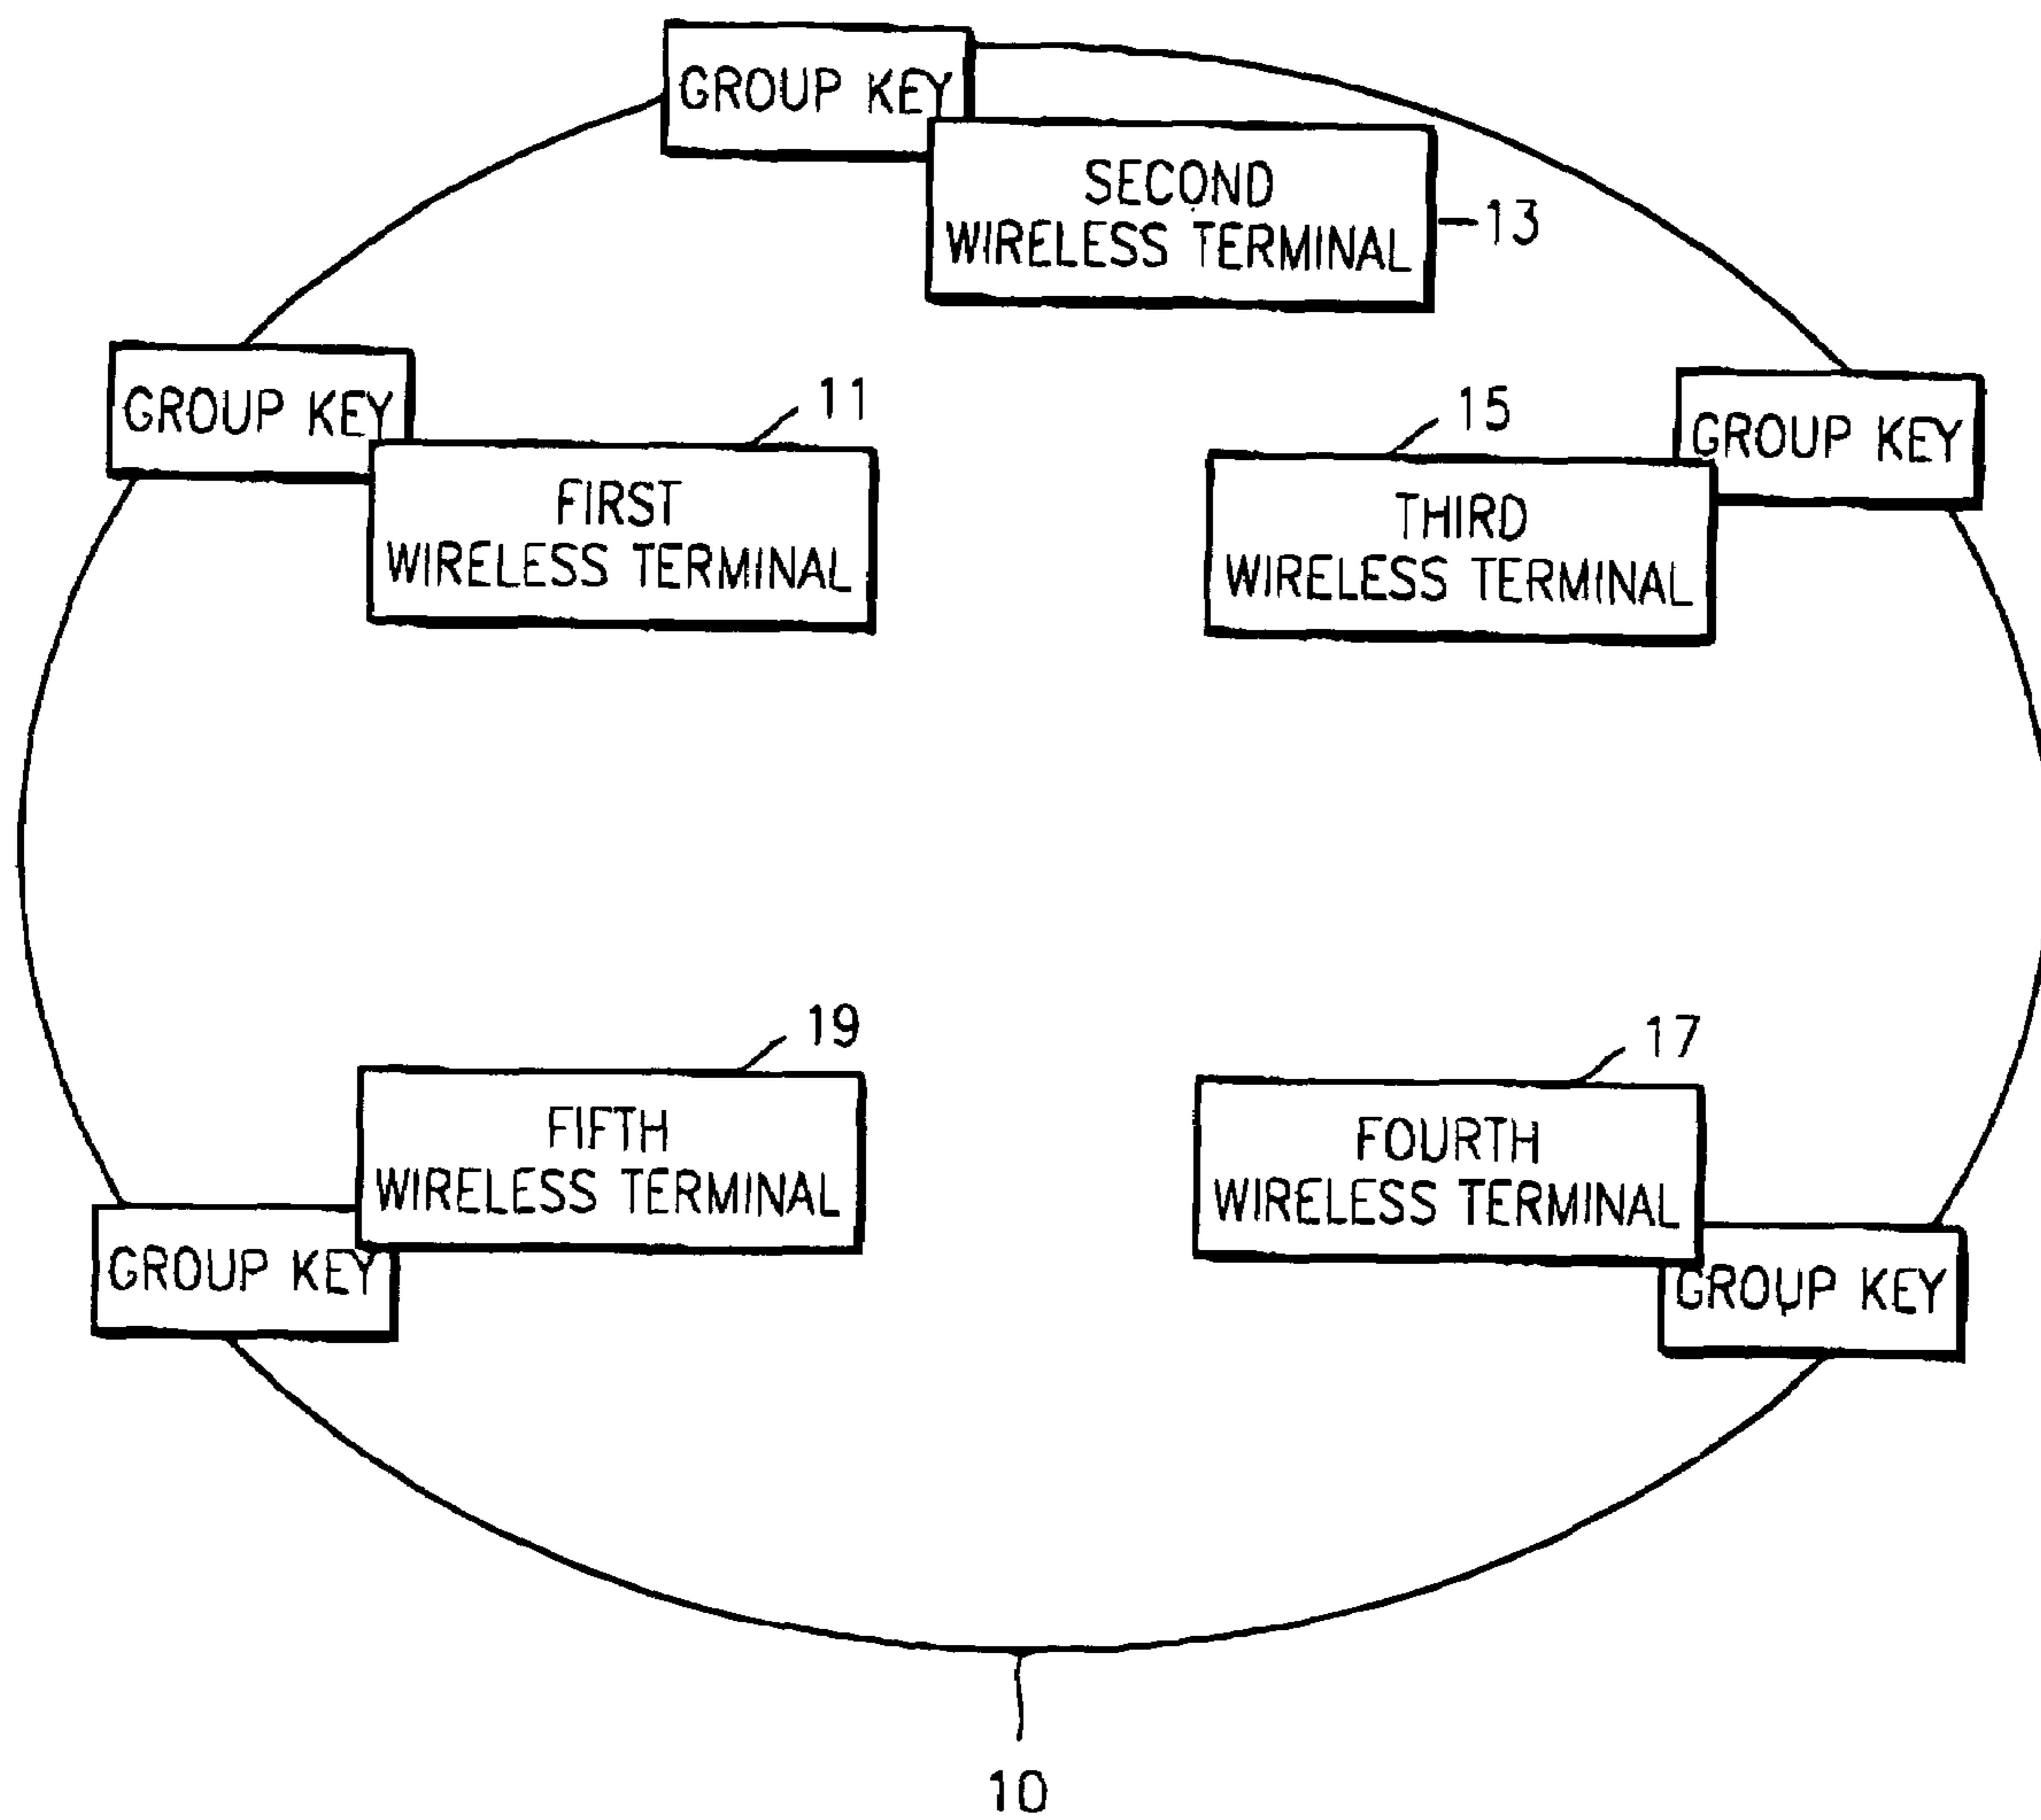 GROUP KEY
SECOND
WIRELESS TERMINAL
13
GROUP KEY
11
FIRST
WIRELESS TERMINAL
15
GROUP KEY
THIRD
WIRELESS TERMINAL
19
FIFTH
WIRELESS TERMINAL
GROUP KEY
17
FOURTH
WIRELESS TERMINAL
GROUP KEY
10